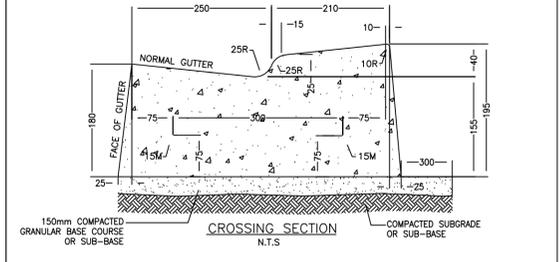 250
210
15
10
25R
NORMAL GUTTER
25R
10R
40
25
FACE OF GUTTER
180
75
300
75
155
195
15M
75
75
15M
300
25
25
150mm COMPACTED
GRANULAR BASE COURSE
OR SUB-BASE
CROSSING SECTION
N.T.S
COMPACTED SUBGRADE
OR SUB-BASE